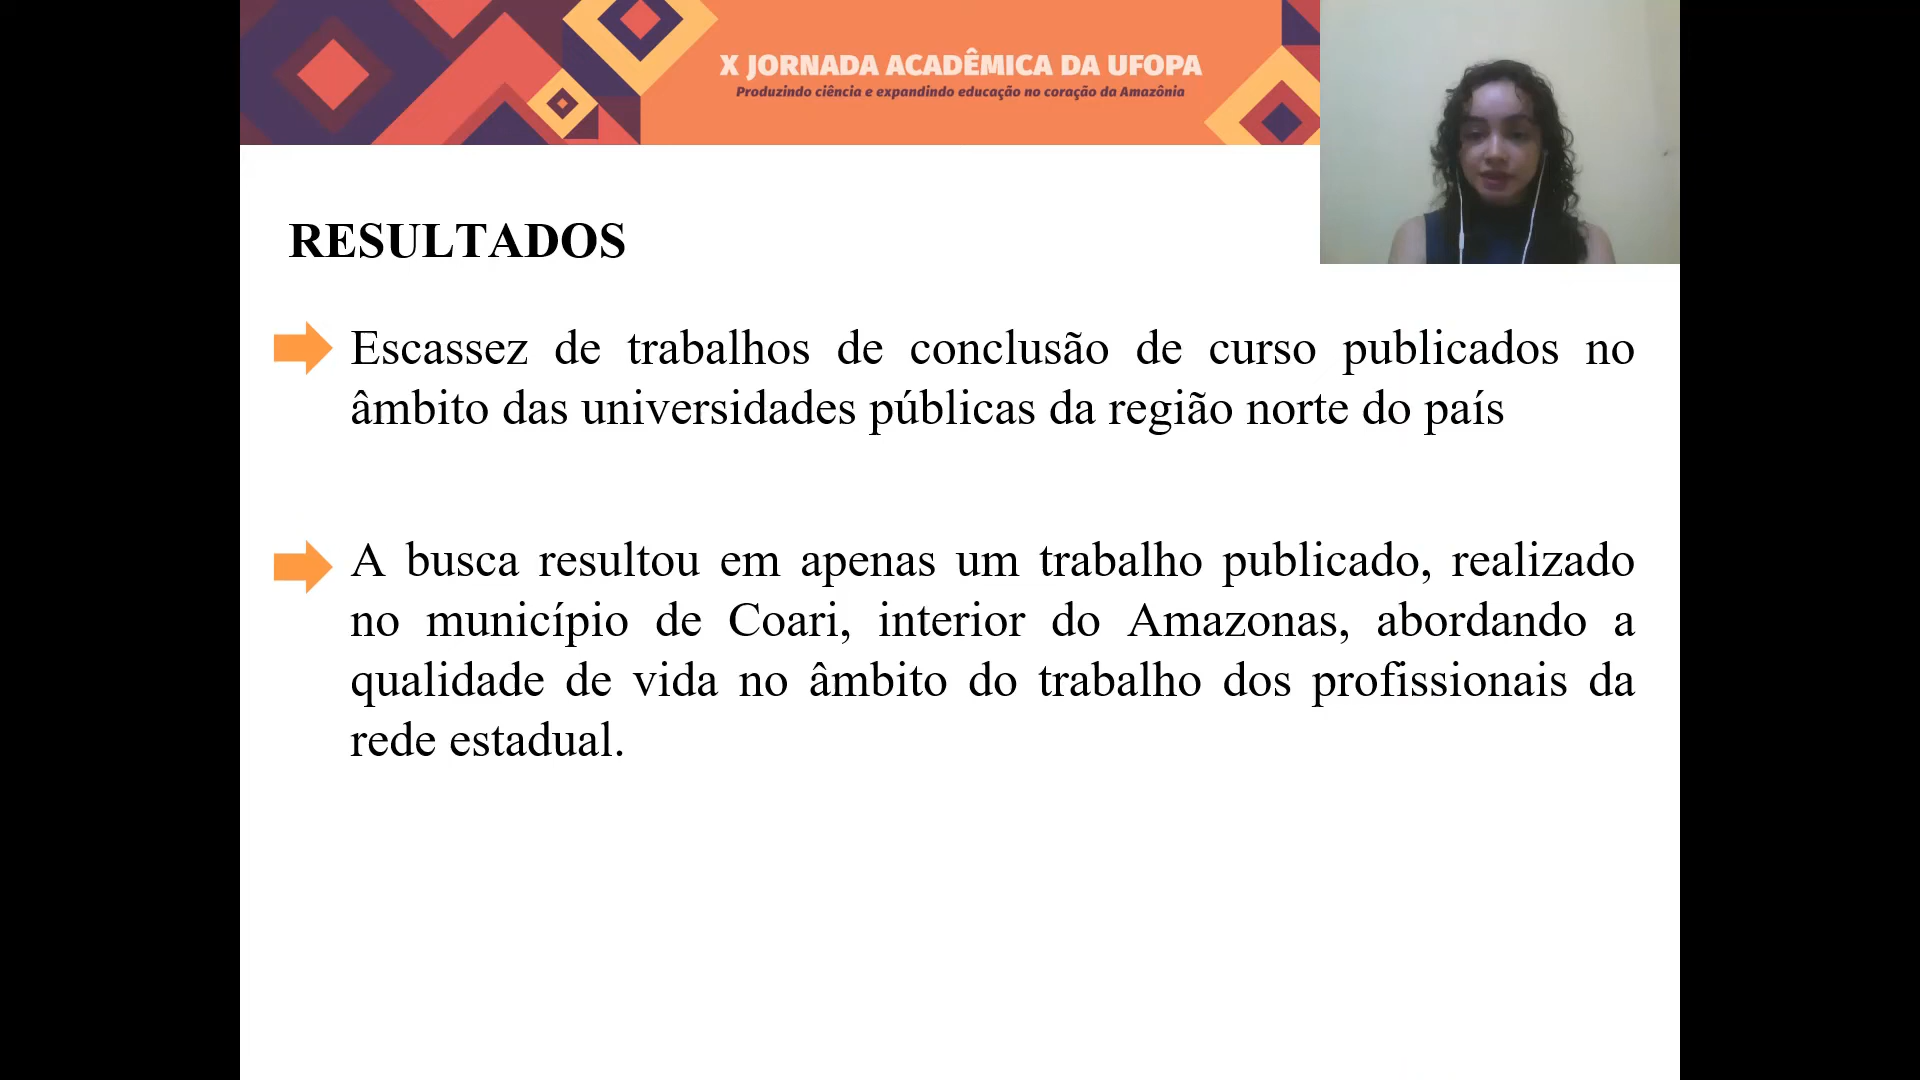 X JORNADA ACADÊMICA DA UFOPA
Produzindo ciência e expandindo educação no coração da Amazônia
RESULTADOS
Escassez de trabalhos de conclusão de curso publicados no
âmbito das universidades públicas da região norte do país
A busca resultou em apenas um trabalho publicado, realizado
no município de Coari, interior do Amazonas, abordando a
qualidade de vida no âmbito do trabalho dos profissionais da
rede estadual.